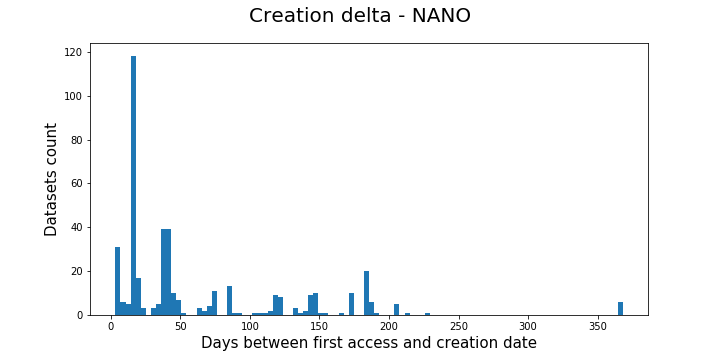 Creation delta - NANO
Datasets count
120
100
80
60
40
20
0
0 50 100 150 200 250 300 350
Days between first access and creation date